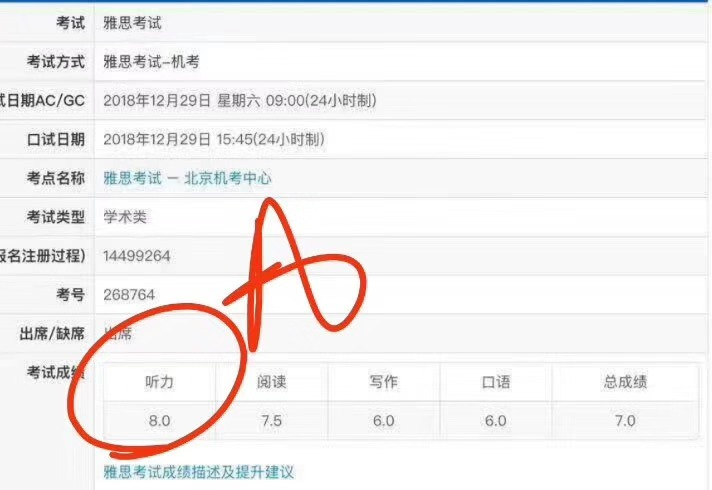 考试 雅思考试
考试方式 雅思考试-机考
试日期AC/GC 2018年12月29日 星期六 09:00(24小时制)
口试日期 2018年12月29日 15:45(24小时制)
考点名称 雅思考试 － 北京机考中心
考试类型 学术类
报名注册过程) 14499264
考号 268764
出席/缺席 出席
考试成绩
听力 阅读 写作 口语 总成绩
8.0 7.5 6.0 6.0 7.0
雅思考试成绩描述及提升建议
A